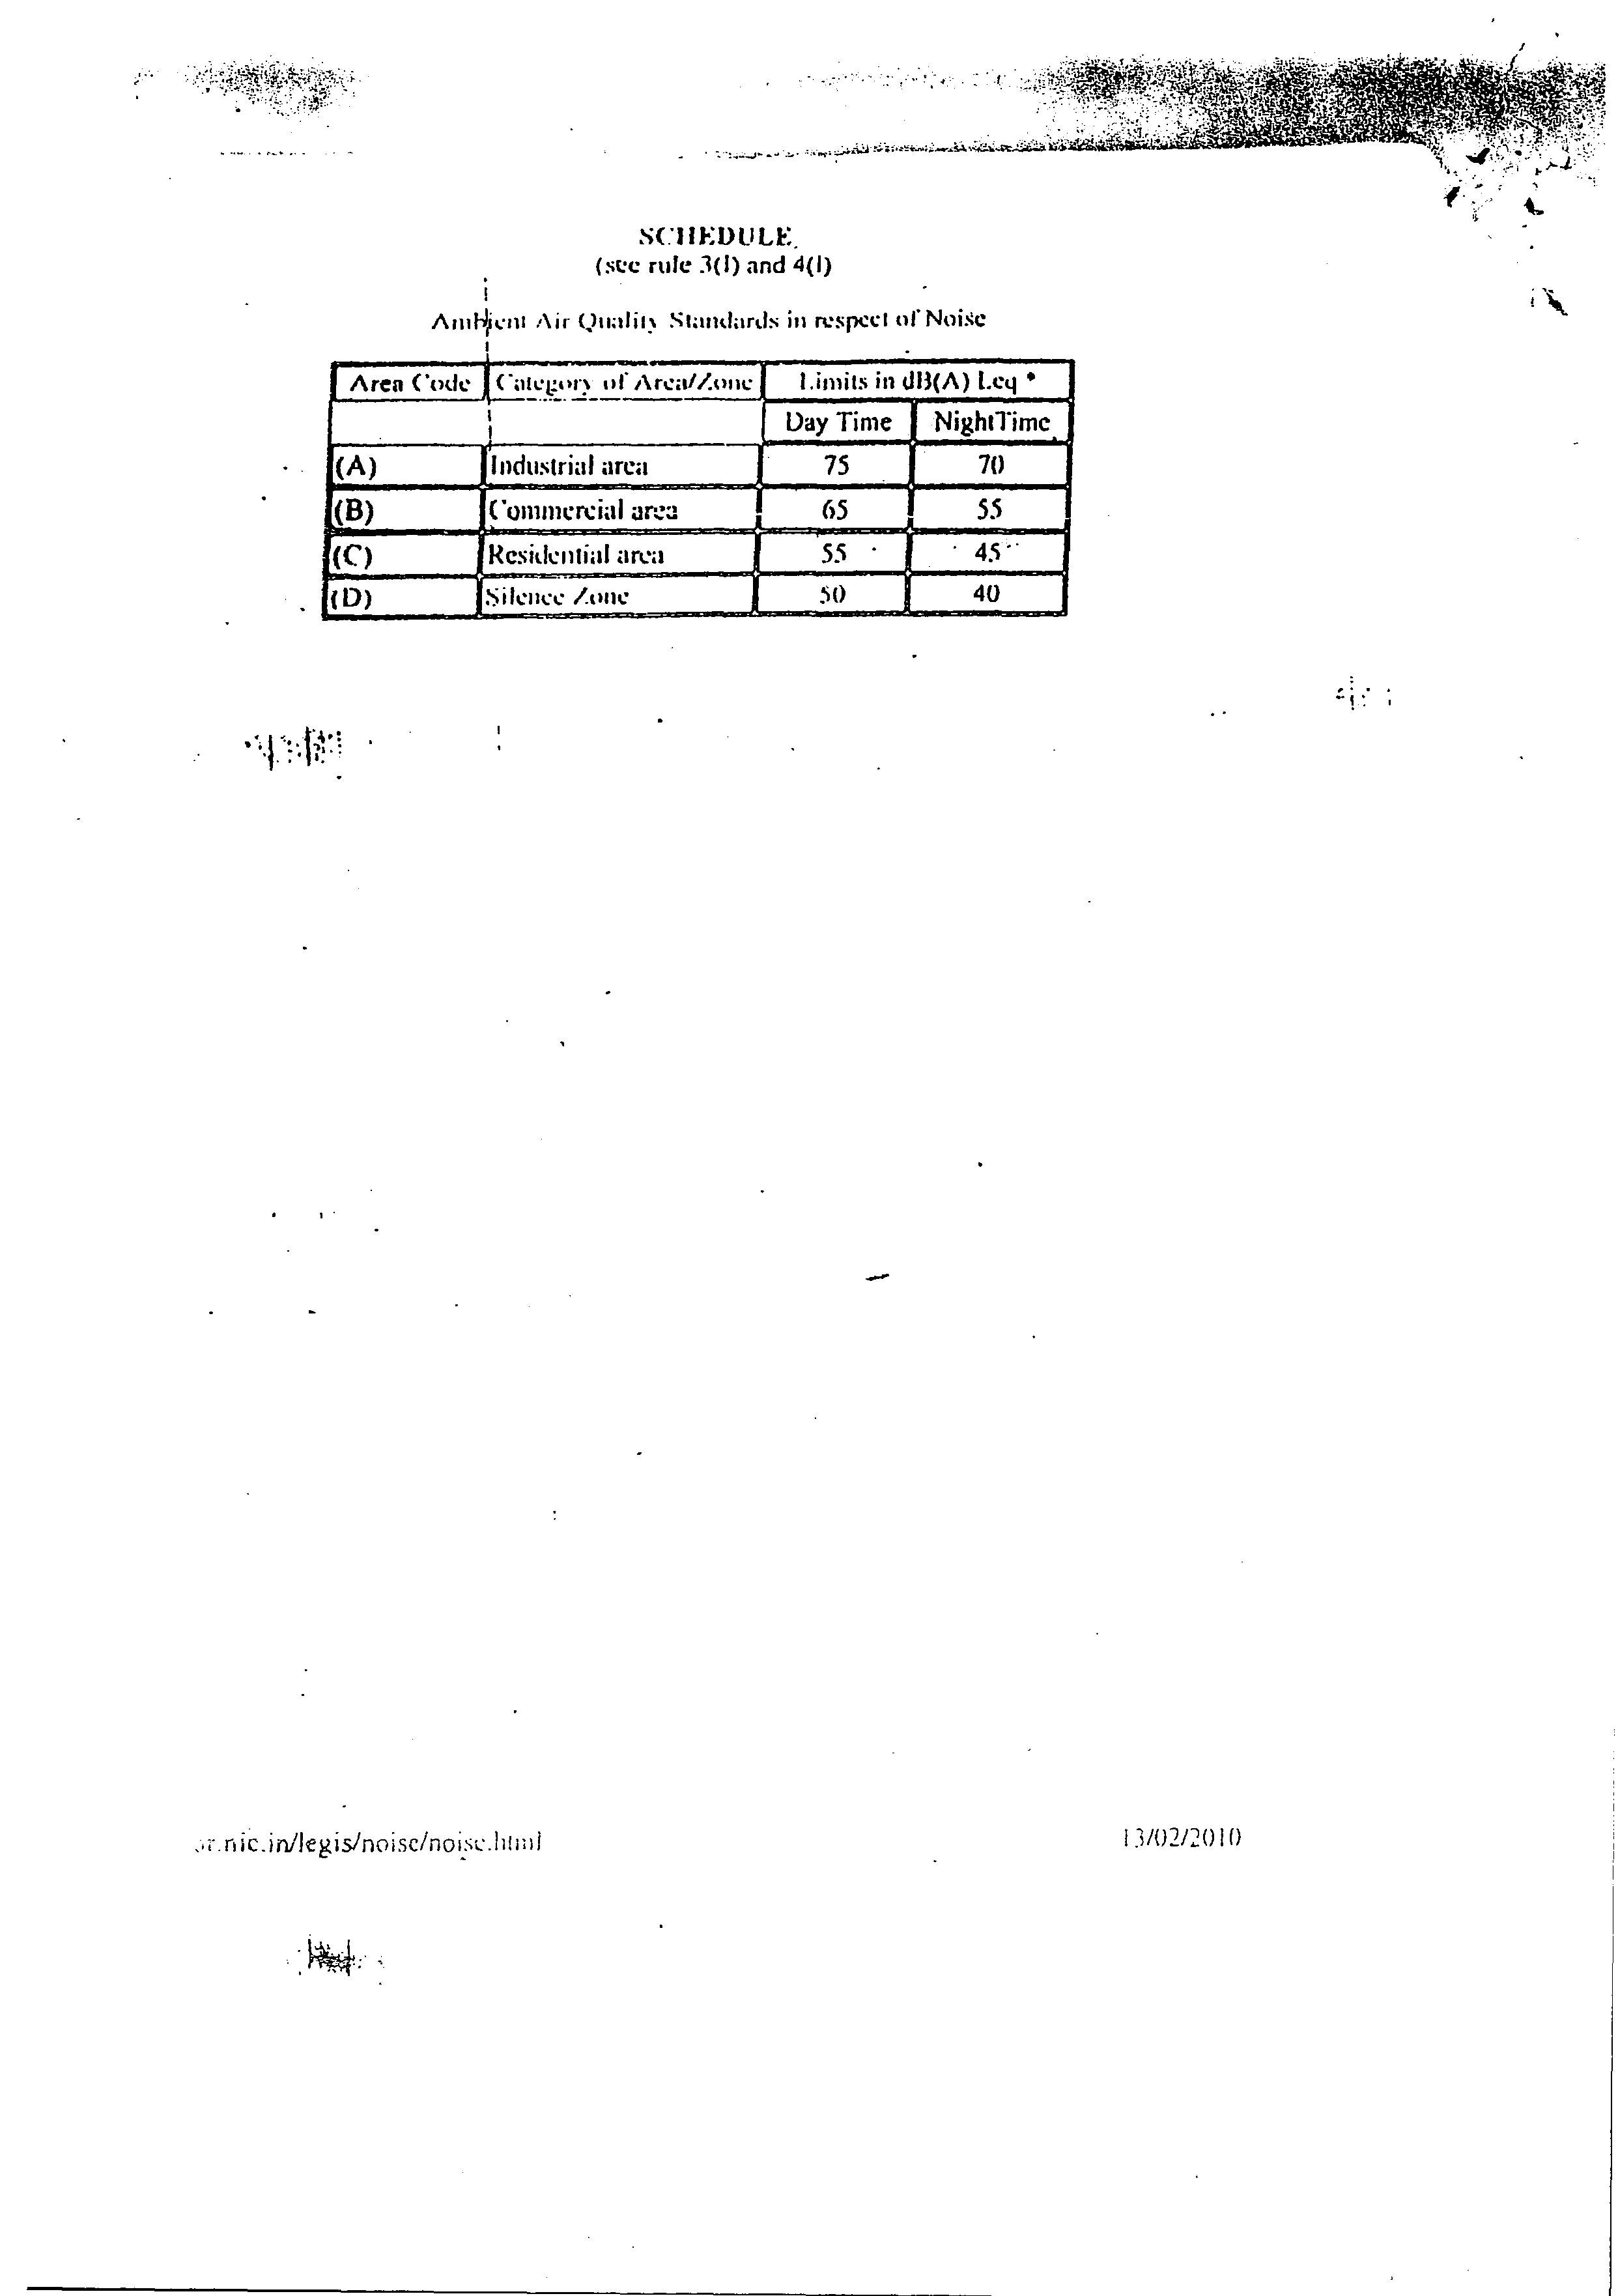 SCHEDULE
(see rule 3(1) and 4(1)
Ambient Air Quality Standards in respect of Noise
Area Code Category of Area/Zone Limits in dB(A) Leq *
Day Time NightTime
(A) Industrial area 75 70
(B) Commercial area 65 55
(C) Residential area 55 45
(D) Silence Zone 50 40
.nic.in/legis/noise/noise.html 13/02/2010